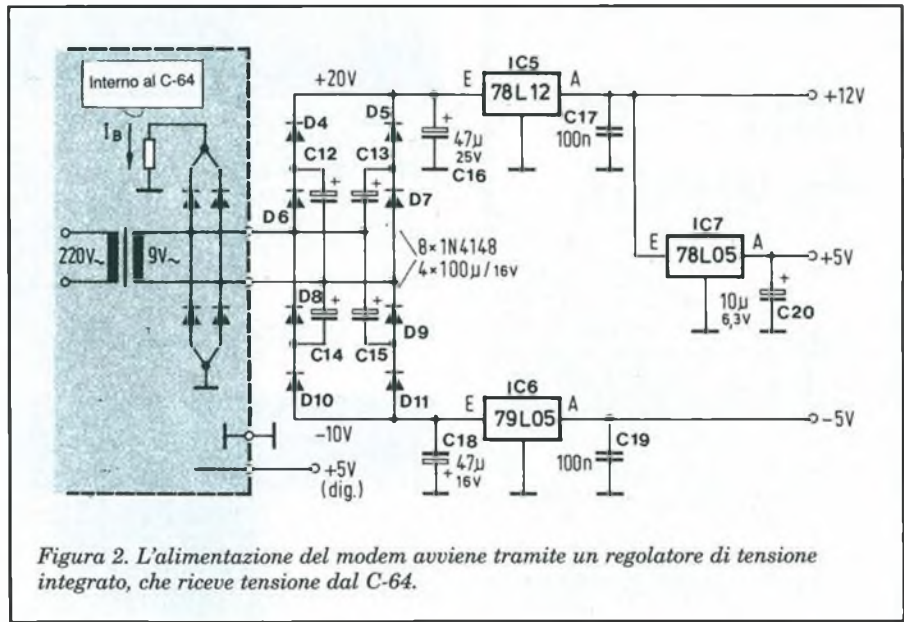 Interno al C-64
I_B
220V~
9V~
+20V
D4
D5
C12
C13
D6
D7
8×1N4148
4×100µ/16V
D8
D9
C14
C15
D10
D11
-10V
+5V
(dig.)
E
IC5
78L12
A
+12V
47µ
25V
C16
C17
100n
E
IC7
78L05
A
+5V
10µ
6,3V
C20
E
IC6
79L05
A
-5V
C18
47µ
16V
C19
100n
Figura 2. L'alimentazione del modem avviene tramite un regolatore di tensione
integrato, che riceve tensione dal C-64.